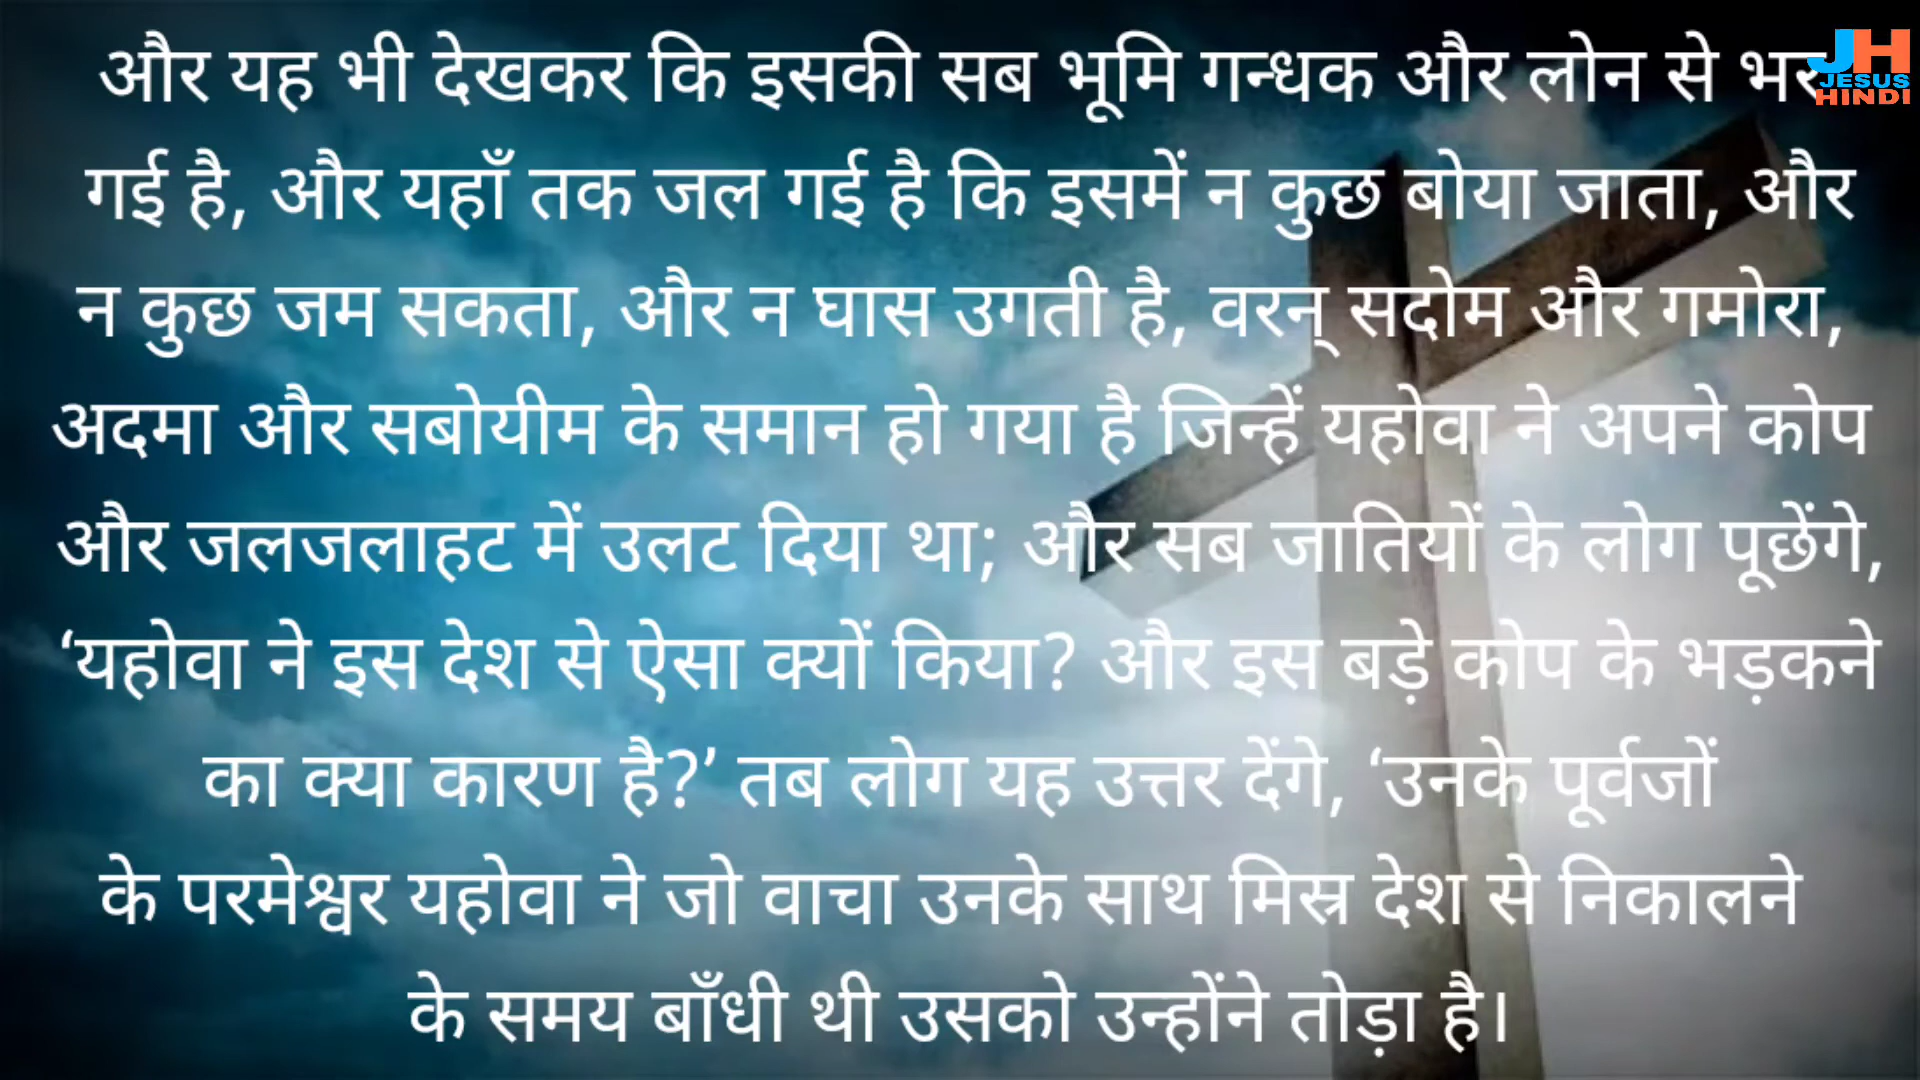 और यह भी देखकर कि इसकी सब भूमि गन्धक और लोन से भर
गई है, और यहाँ तक जल गई है कि इसमें न कुछ बोया जाता, और
न कुछ जम सकता, और न घास उगती है, वरन् सदोम और गमोरा,
अदमा और सबोयीम के समान हो गया है जिन्हें यहोवा ने अपने कोप
और जलजलाहट में उलट दिया था; और सब जातियों के लोग पूछेंगे,
‘यहोवा ने इस देश से ऐसा क्यों किया? और इस बड़े कोप के भड़कने
का क्या कारण है?’ तब लोग यह उत्तर देंगे, ‘उनके पूर्वजों
के परमेश्वर यहोवा ने जो वाचा उनके साथ मिस्र देश से निकालने
के समय बाँधी थी उसको उन्होंने तोड़ा है।
JH
JESUS
HINDI